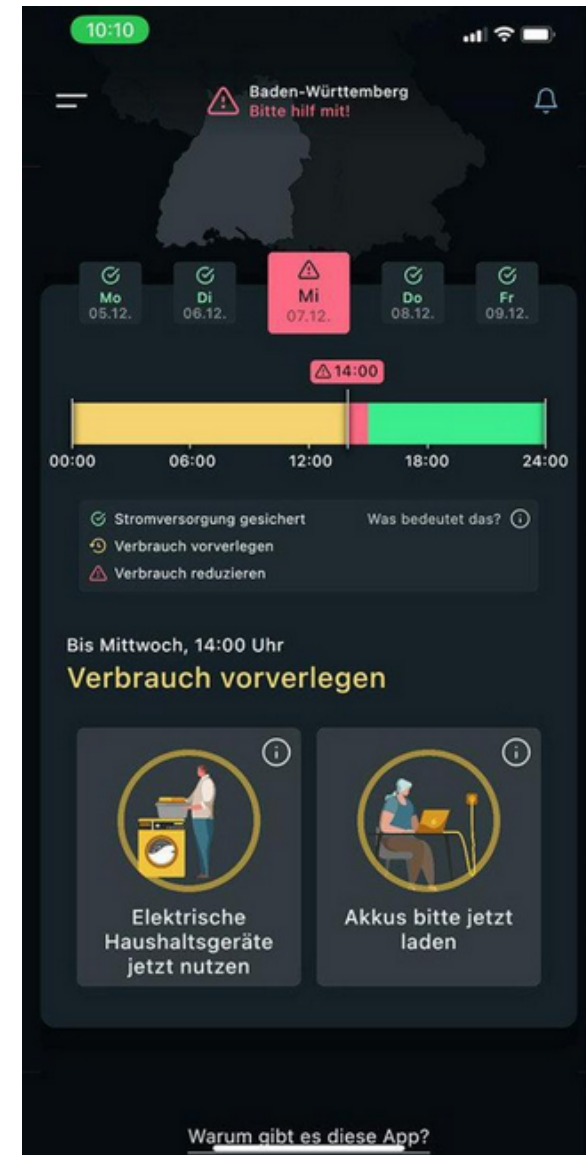 10:10
Baden-Württemberg
Bitte hilf mit!
Mo
05.12.
Di
06.12.
Mi
07.12.
Do
08.12.
Fr
09.12.
14:00
00:00 06:00 12:00 18:00 24:00
Stromversorgung gesichert Was bedeutet das?
Verbrauch vorverlegen
Verbrauch reduzieren
Bis Mittwoch, 14:00 Uhr
Verbrauch vorverlegen
Elektrische
Haushaltsgeräte
jetzt nutzen
Akkus bitte jetzt
laden
Warum gibt es diese App?